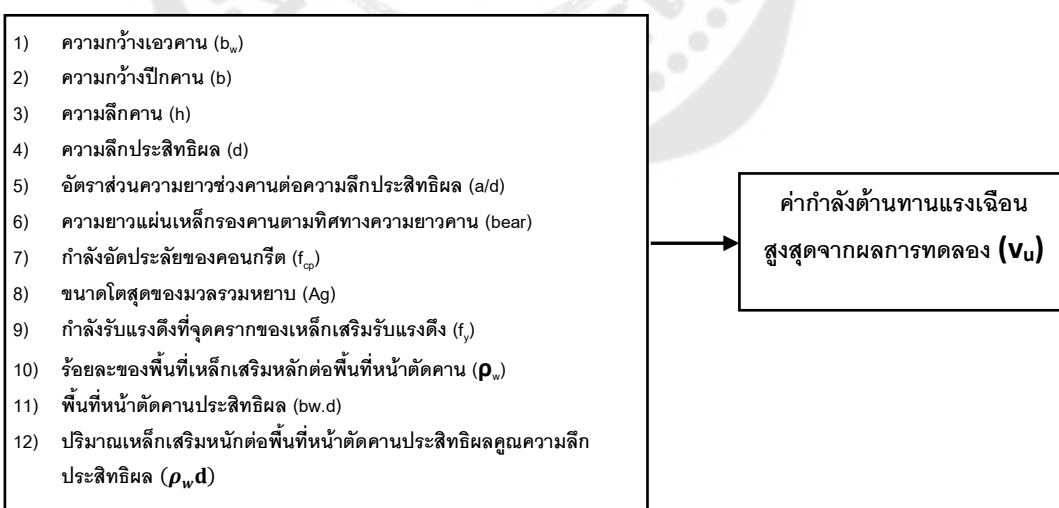 1) ความกว้างเอวคาน (bw)
2) ความกว้างปีกคาน (b)
3) ความลึกคาน (h)
4) ความลึกประสิทธิผล (d)
5) อัตราส่วนความยาวช่วงคานต่อความลึกประสิทธิผล (a/d)
6) ความยาวแผ่นเหล็กรองคานตามทิศทางความยาวคาน (bear)
7) กำลังอัดประลัยของคอนกรีต (fcp)
8) ขนาดโตสุดของมวลรวมหยาบ (Ag)
9) กำลังรับแรงดึงที่จุดครากของเหล็กเสริมรับแรงดึง (fy)
10) ร้อยละของพื้นที่เหล็กเสริมหลักต่อพื้นที่หน้าตัดคาน (ρw)
11) พื้นที่หน้าตัดคานประสิทธิผล (bw.d)
12) ปริมาณเหล็กเสริมหนักต่อพื้นที่หน้าตัดคานประสิทธิผลคูณความลึก
ประสิทธิผล (ρwd)
ค่ากำลังต้านทานแรงเฉือน
สูงสุดจากผลการทดลอง (vu)